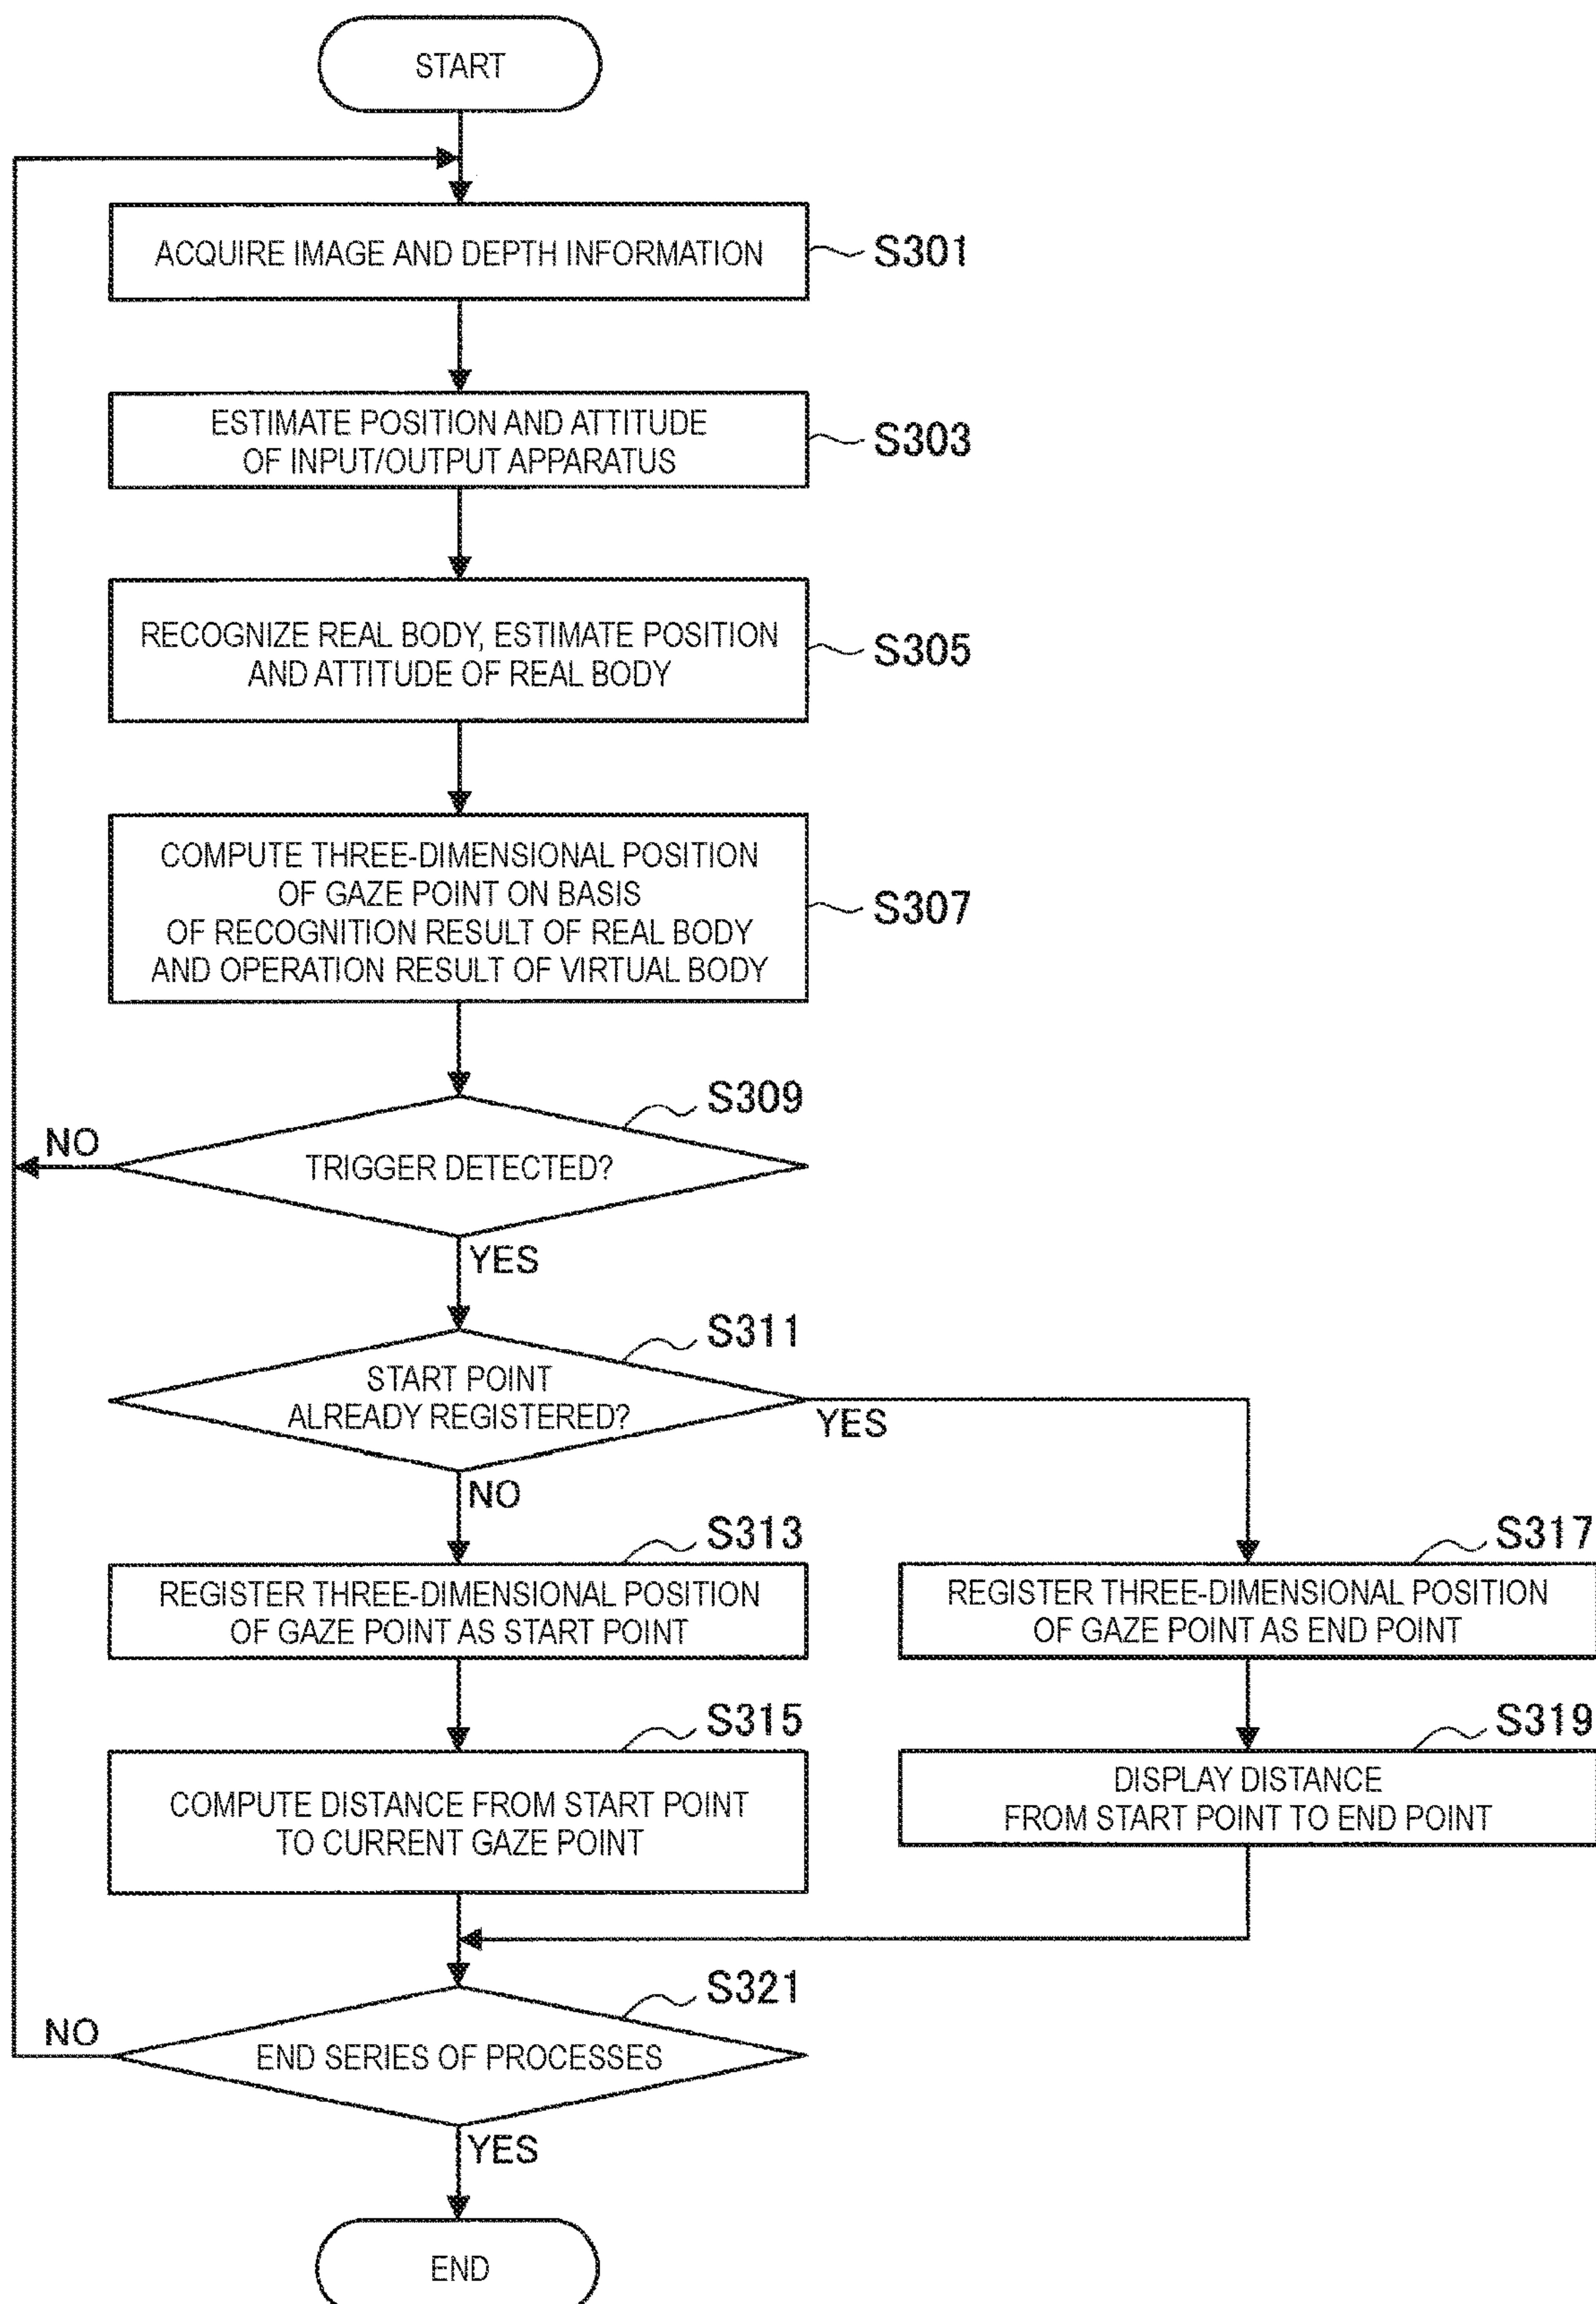 START
ACQUIRE IMAGE AND DEPTH INFORMATION
S301
ESTIMATE POSITION AND ATTITUDE
OF INPUT/OUTPUT APPARATUS
S303
RECOGNIZE REAL BODY, ESTIMATE POSITION
AND ATTITUDE OF REAL BODY
S305
COMPUTE THREE-DIMENSIONAL POSITION
OF GAZE POINT ON BASIS
OF RECOGNITION RESULT OF REAL BODY
AND OPERATION RESULT OF VIRTUAL BODY
S307
S309
NO
TRIGGER DETECTED?
YES
S311
START POINT
ALREADY REGISTERED?
YES
NO
S313
REGISTER THREE-DIMENSIONAL POSITION
OF GAZE POINT AS START POINT
S317
REGISTER THREE-DIMENSIONAL POSITION
OF GAZE POINT AS END POINT
S315
COMPUTE DISTANCE FROM START POINT
TO CURRENT GAZE POINT
S319
DISPLAY DISTANCE
FROM START POINT TO END POINT
S321
NO
END SERIES OF PROCESSES
YES
END